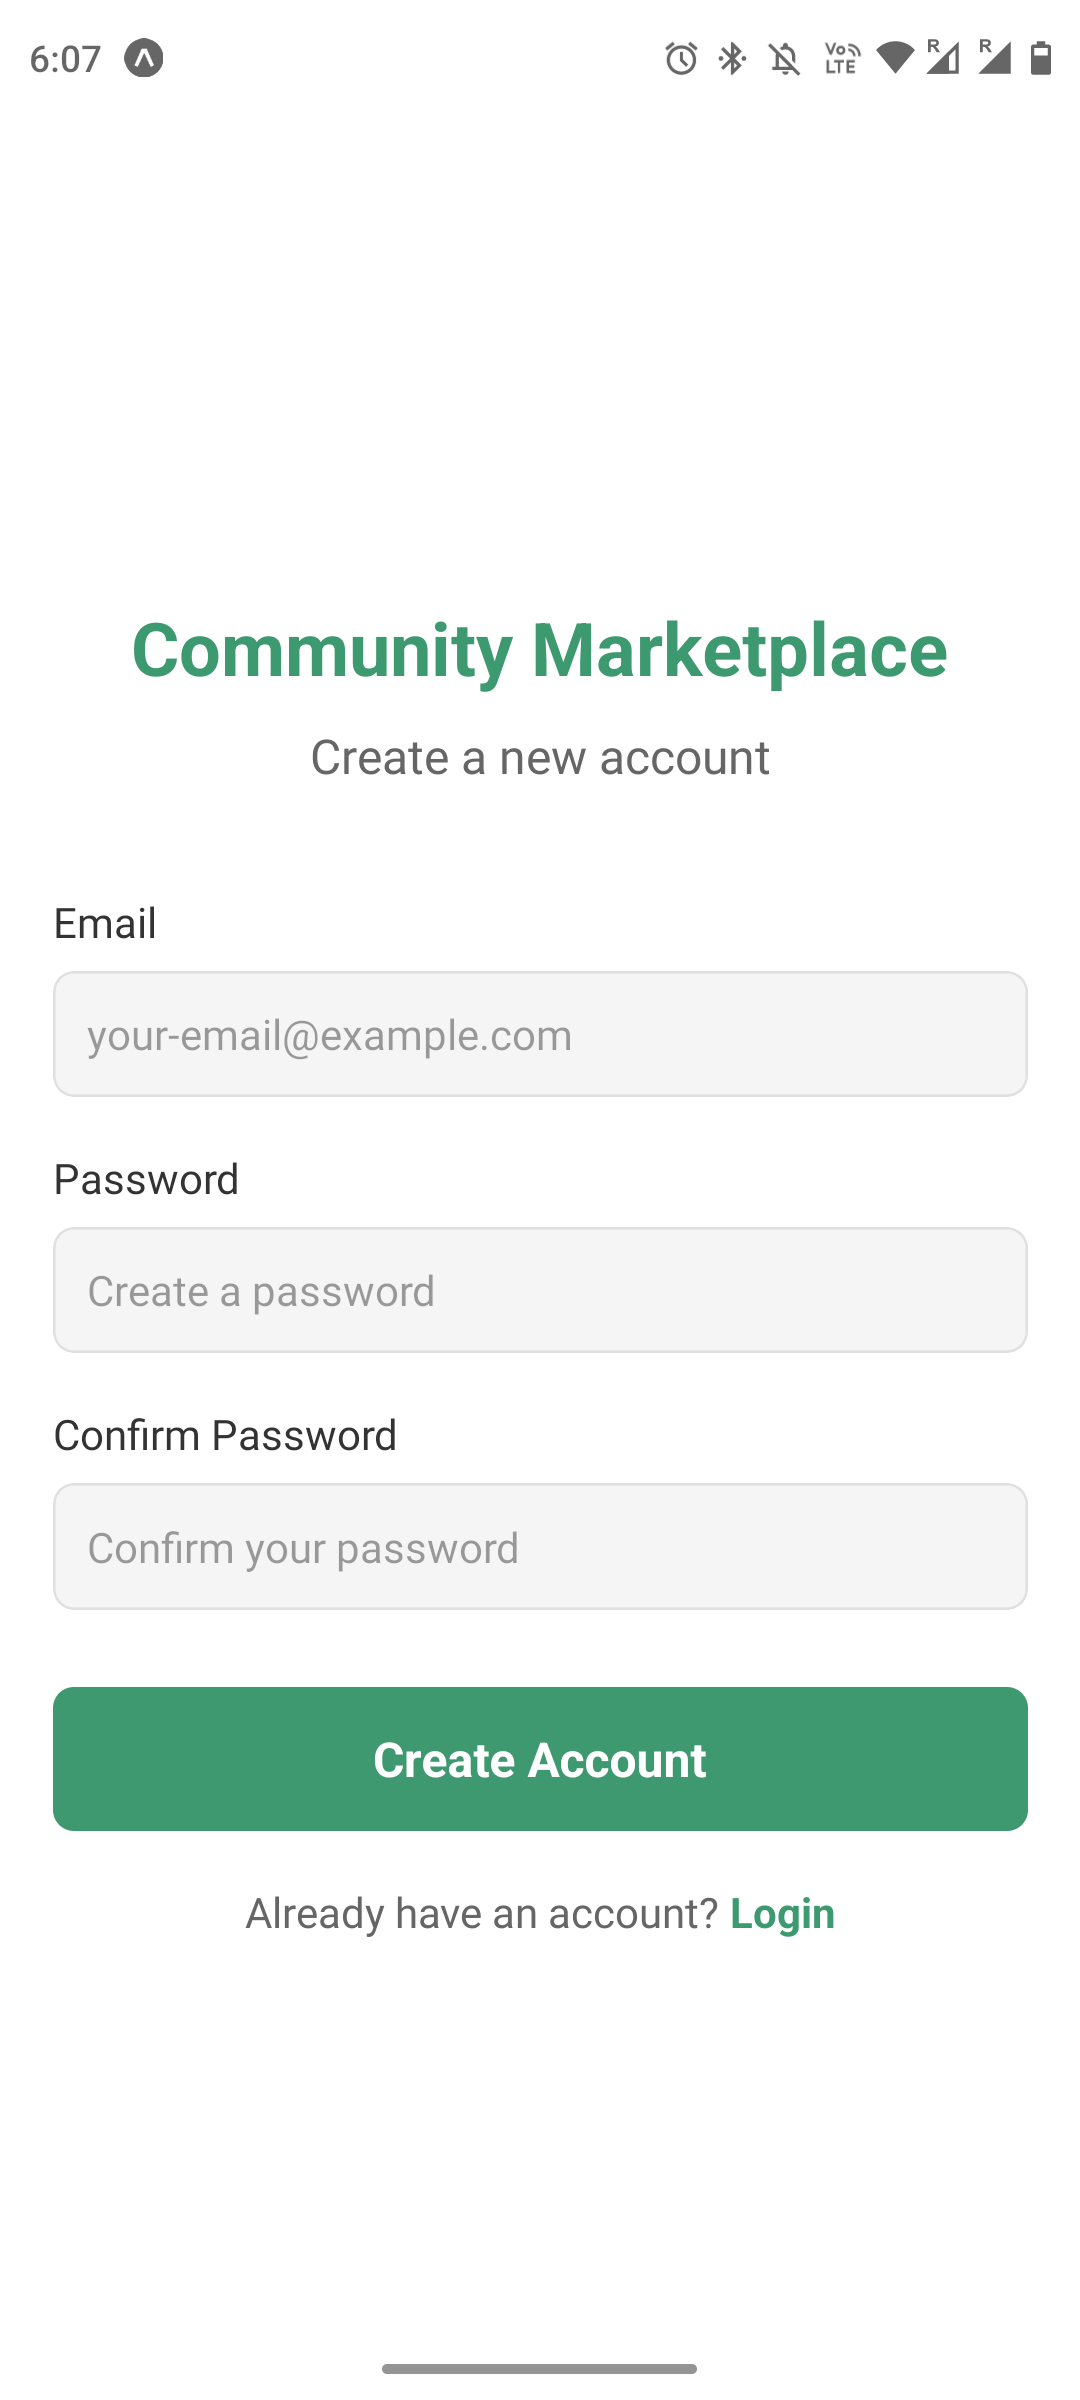 6:07
Vo LTE R R
Community Marketplace
Create a new account
Email
your-email@example.com
Password
Create a password
Confirm Password
Confirm your password
Create Account
Already have an account? Login